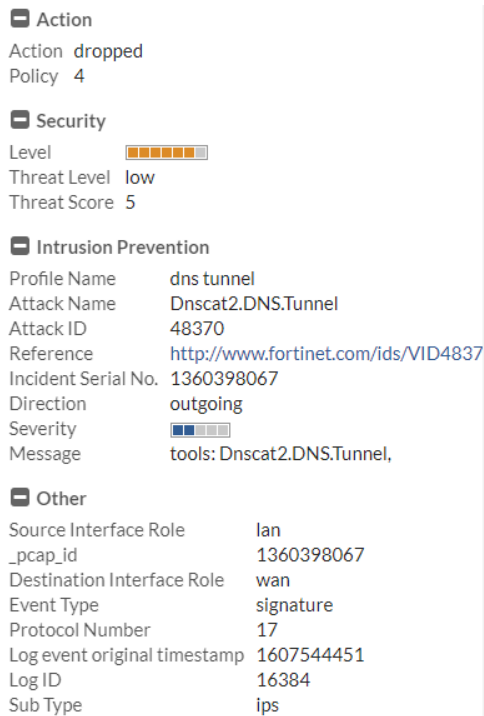 Action
Action dropped
Policy 4
Security
Level
Threat Level low
Threat Score 5
Intrusion Prevention
Profile Name dns tunnel
Attack Name Dnscat2.DNS.Tunnel
Attack ID 48370
Reference http://www.fortinet.com/ids/VID4837
Incident Serial No. 1360398067
Direction outgoing
Severity
Message tools: Dnscat2.DNS.Tunnel,
Other
Source Interface Role lan
_pcap_id 1360398067
Destination Interface Role wan
Event Type signature
Protocol Number 17
Log event original timestamp 1607544451
Log ID 16384
Sub Type ips